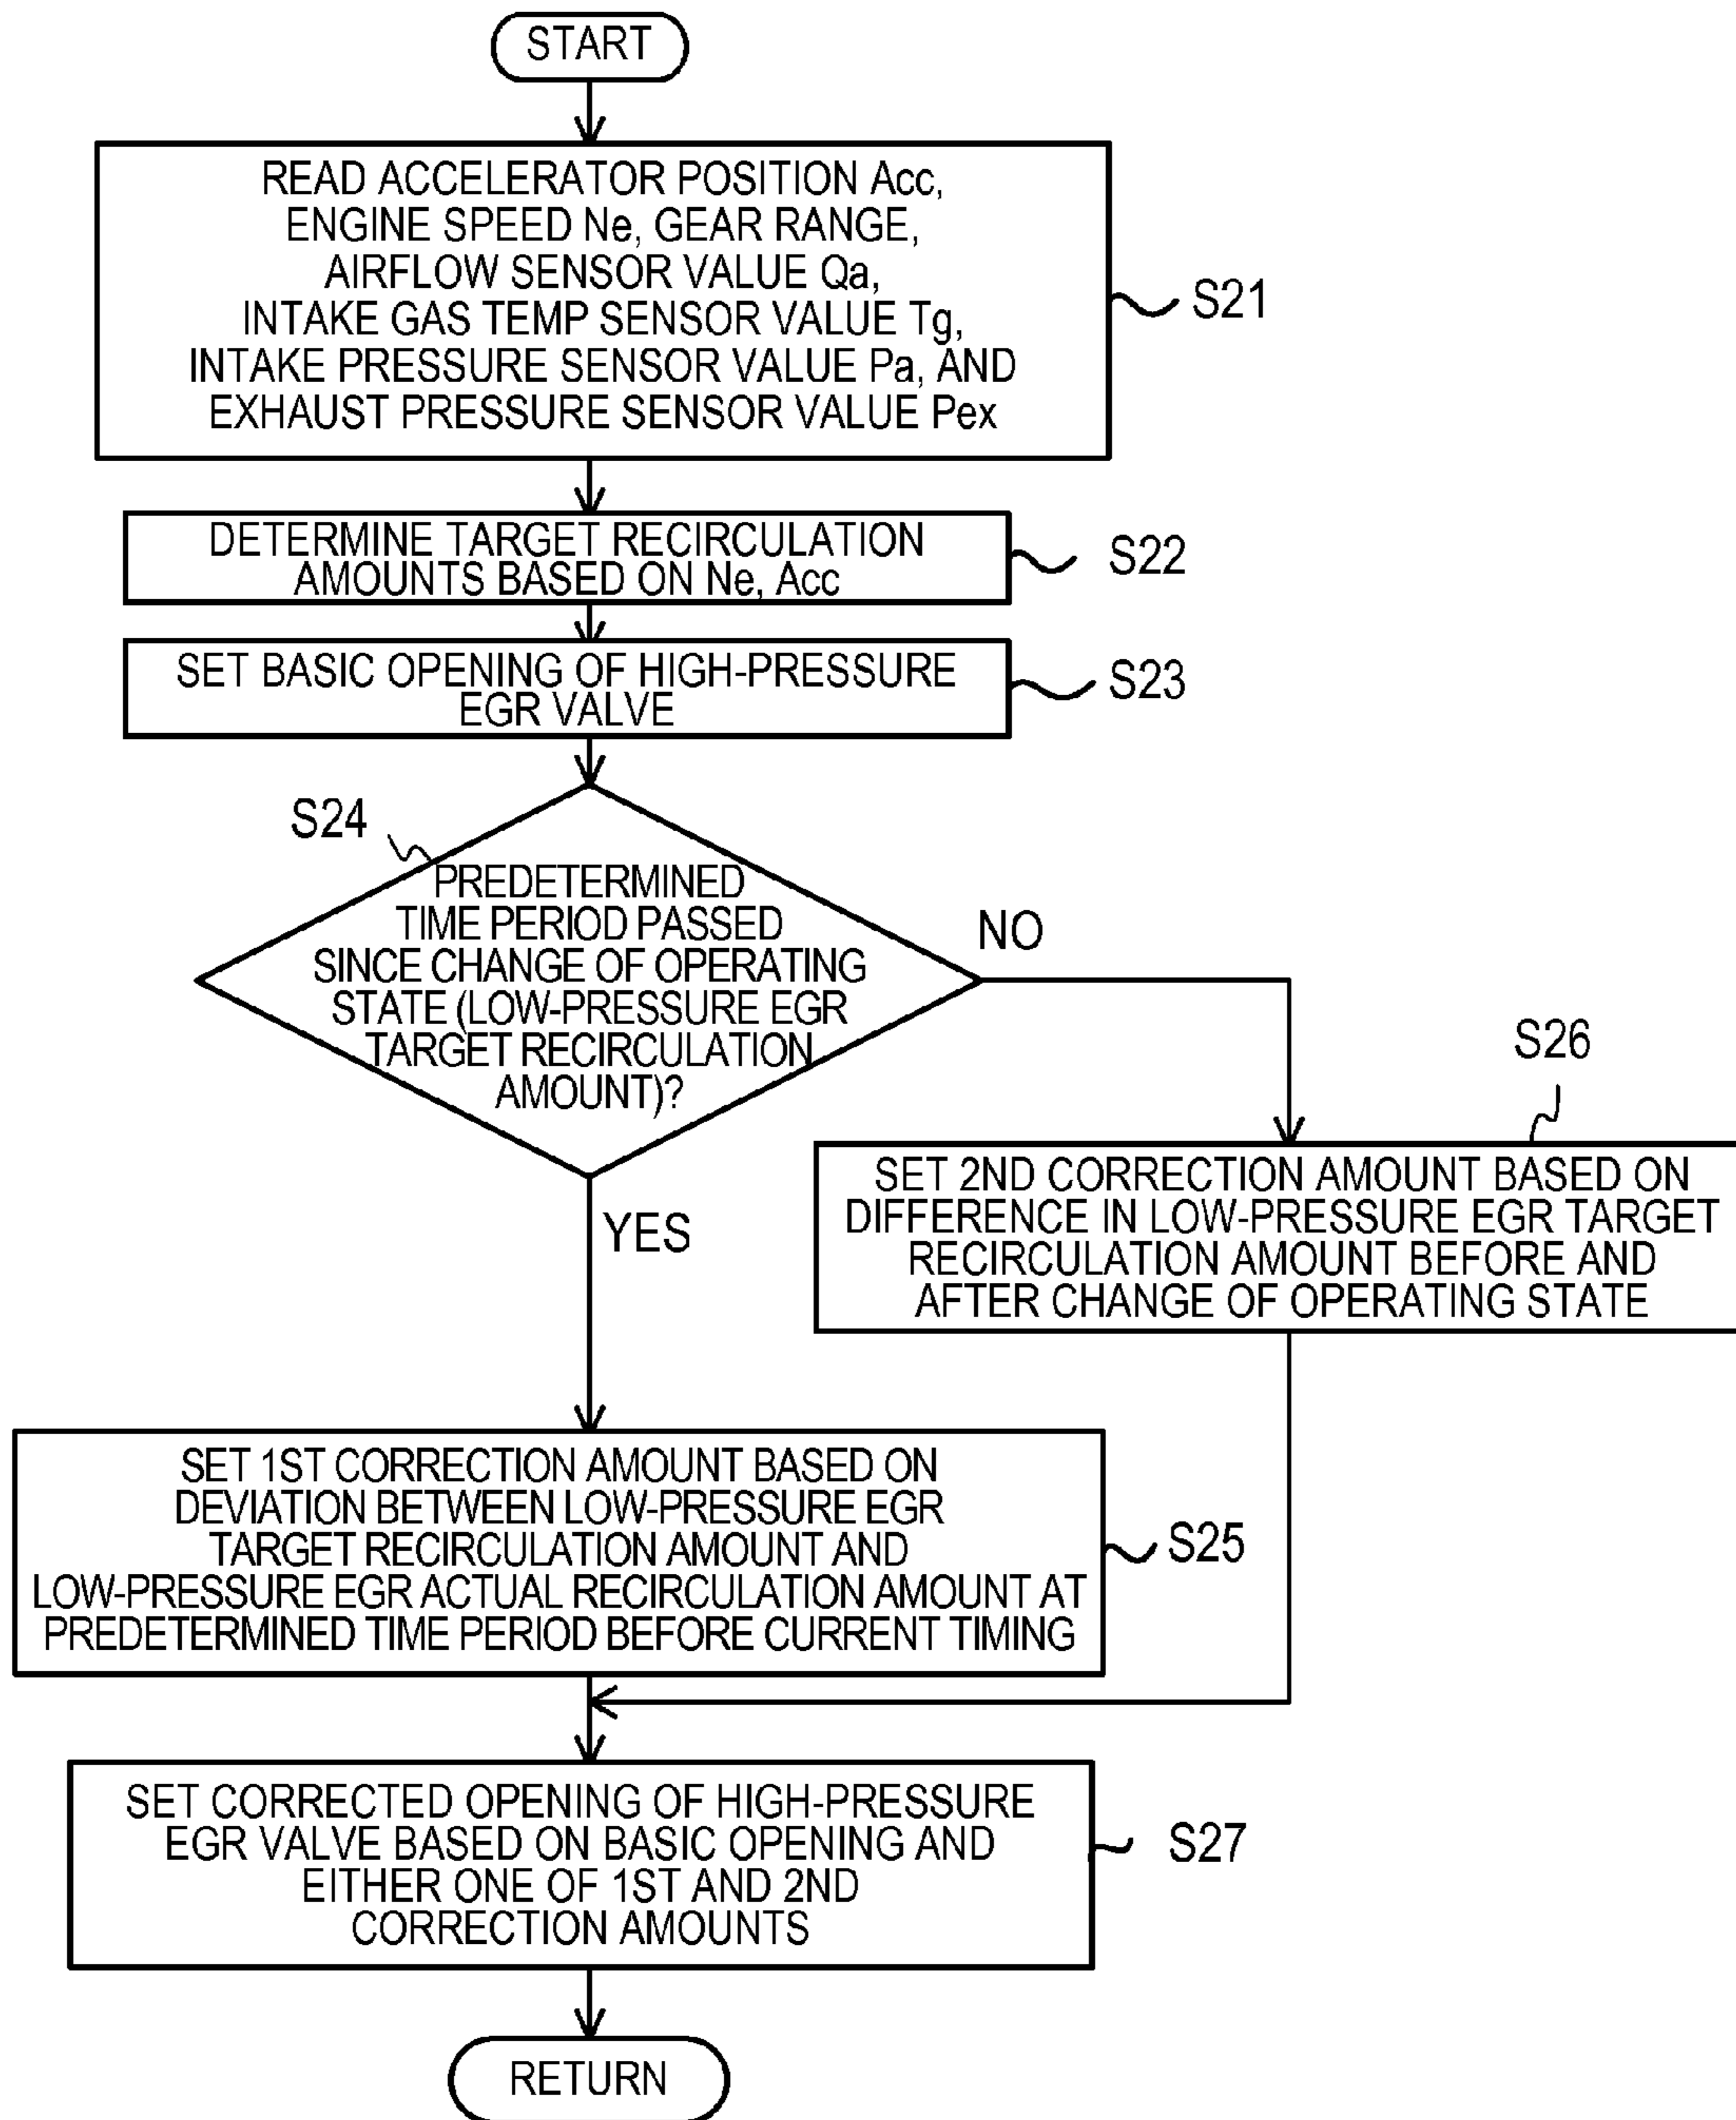 START
READ ACCELERATOR POSITION Acc,
ENGINE SPEED Ne, GEAR RANGE,
AIRFLOW SENSOR VALUE Qa,
INTAKE GAS TEMP SENSOR VALUE Tg,
INTAKE PRESSURE SENSOR VALUE Pa, AND
EXHAUST PRESSURE SENSOR VALUE Pex
S21
DETERMINE TARGET RECIRCULATION
AMOUNTS BASED ON Ne, Acc
S22
SET BASIC OPENING OF HIGH-PRESSURE
EGR VALVE
S23
S24
PREDETERMINED
TIME PERIOD PASSED
SINCE CHANGE OF OPERATING
STATE (LOW-PRESSURE EGR
TARGET RECIRCULATION
AMOUNT)?
NO
YES
S26
SET 2ND CORRECTION AMOUNT BASED ON
DIFFERENCE IN LOW-PRESSURE EGR TARGET
RECIRCULATION AMOUNT BEFORE AND
AFTER CHANGE OF OPERATING STATE
SET 1ST CORRECTION AMOUNT BASED ON
DEVIATION BETWEEN LOW-PRESSURE EGR
TARGET RECIRCULATION AMOUNT AND
LOW-PRESSURE EGR ACTUAL RECIRCULATION AMOUNT AT
PREDETERMINED TIME PERIOD BEFORE CURRENT TIMING
S25
SET CORRECTED OPENING OF HIGH-PRESSURE
EGR VALVE BASED ON BASIC OPENING AND
EITHER ONE OF 1ST AND 2ND
CORRECTION AMOUNTS
S27
RETURN